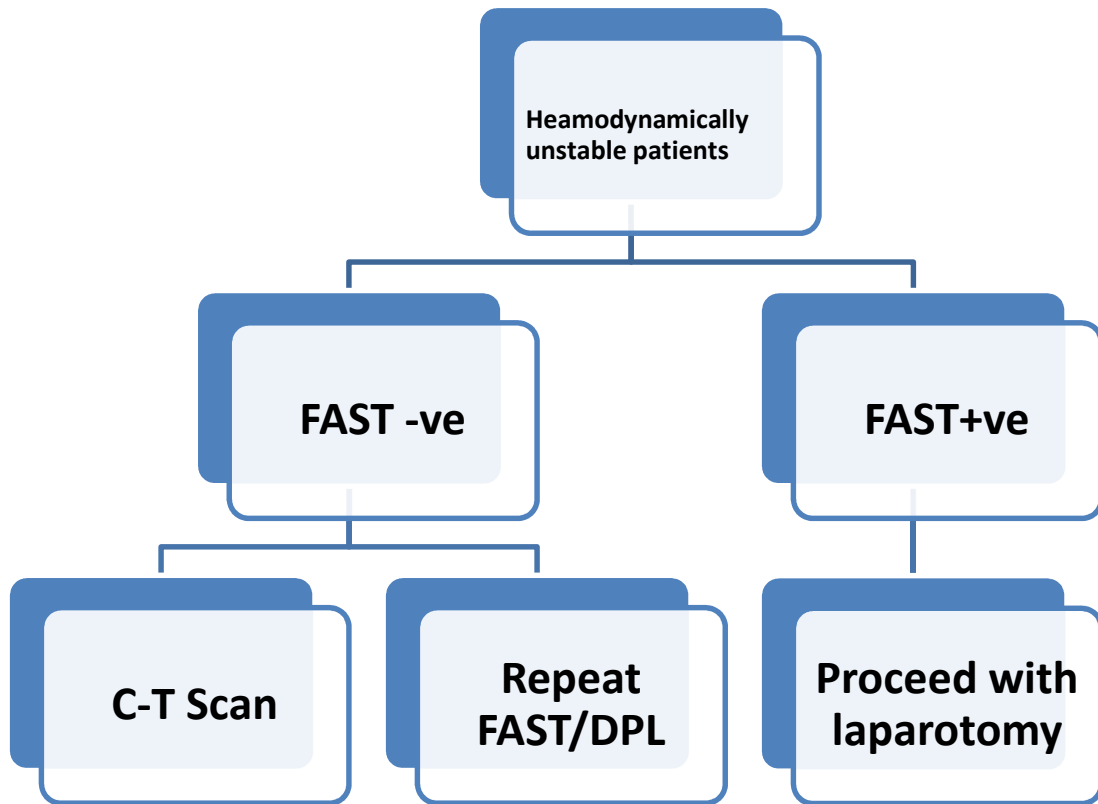 Heamodynamically
unstable patients
FAST -ve
FAST+ve
C-T Scan
Repeat
FAST/DPL
Proceed with
laparotomy